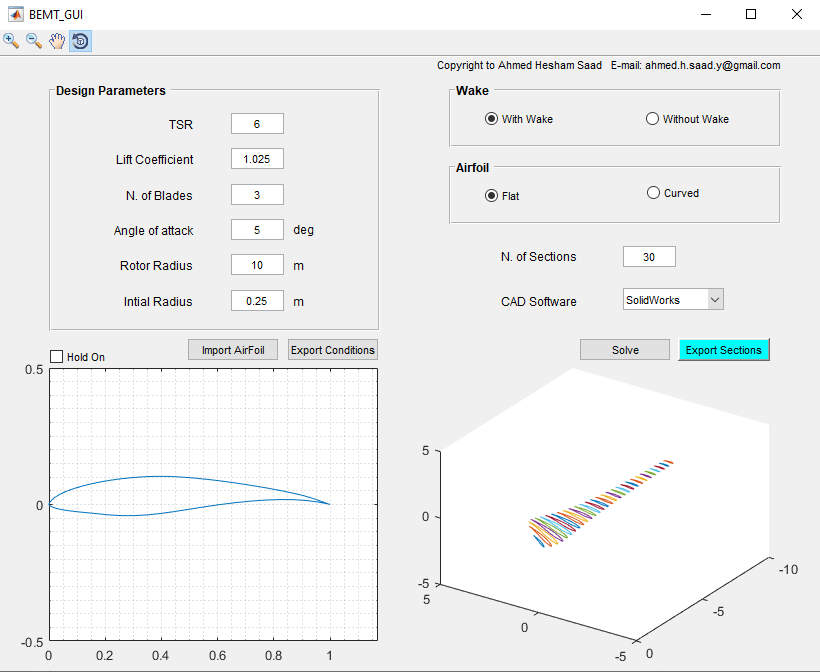 BEMT_GUI
Copyright to Ahmed Hesham Saad E-mail: ahmed.h.saad.y@gmail.com
Design Parameters
TSR 6
Lift Coefficient 1.025
N. of Blades 3
Angle of attack 5 deg
Rotor Radius 10 m
Intial Radius 0.25 m
Wake
With Wake Without Wake
Airfoil
Flat Curved
N. of Sections 30
CAD Software SolidWorks
Hold On Import AirFoil Export Conditions
Solve Export Sections
0.5
0
-0.5
0 0.2 0.4 0.6 0.8 1
5
0
-5
5
0
-5
0
-5
-10